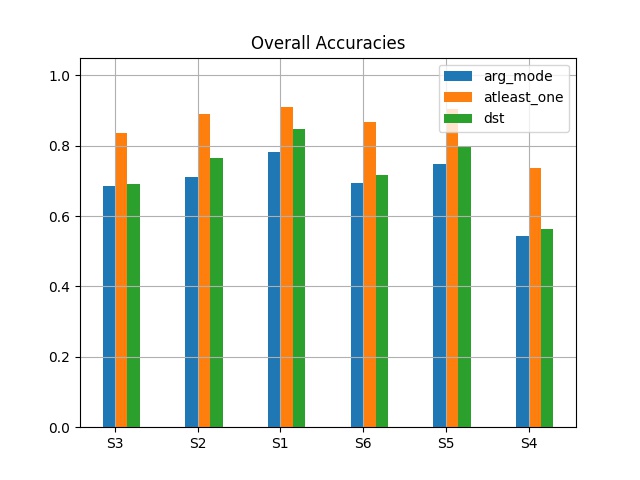 Overall Accuracies
arg_mode
atleast_one
dst
1.0
0.8
0.6
0.4
0.2
0.0
S3 S2 S1 S6 S5 S4